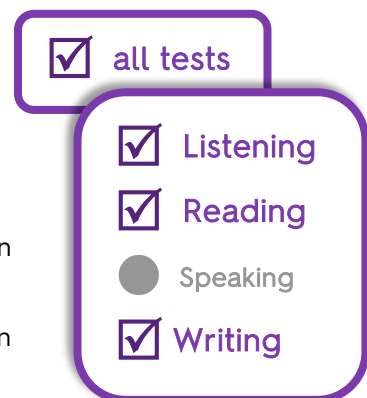 all tests
Listening
Reading
n
Speaking
n
Writing